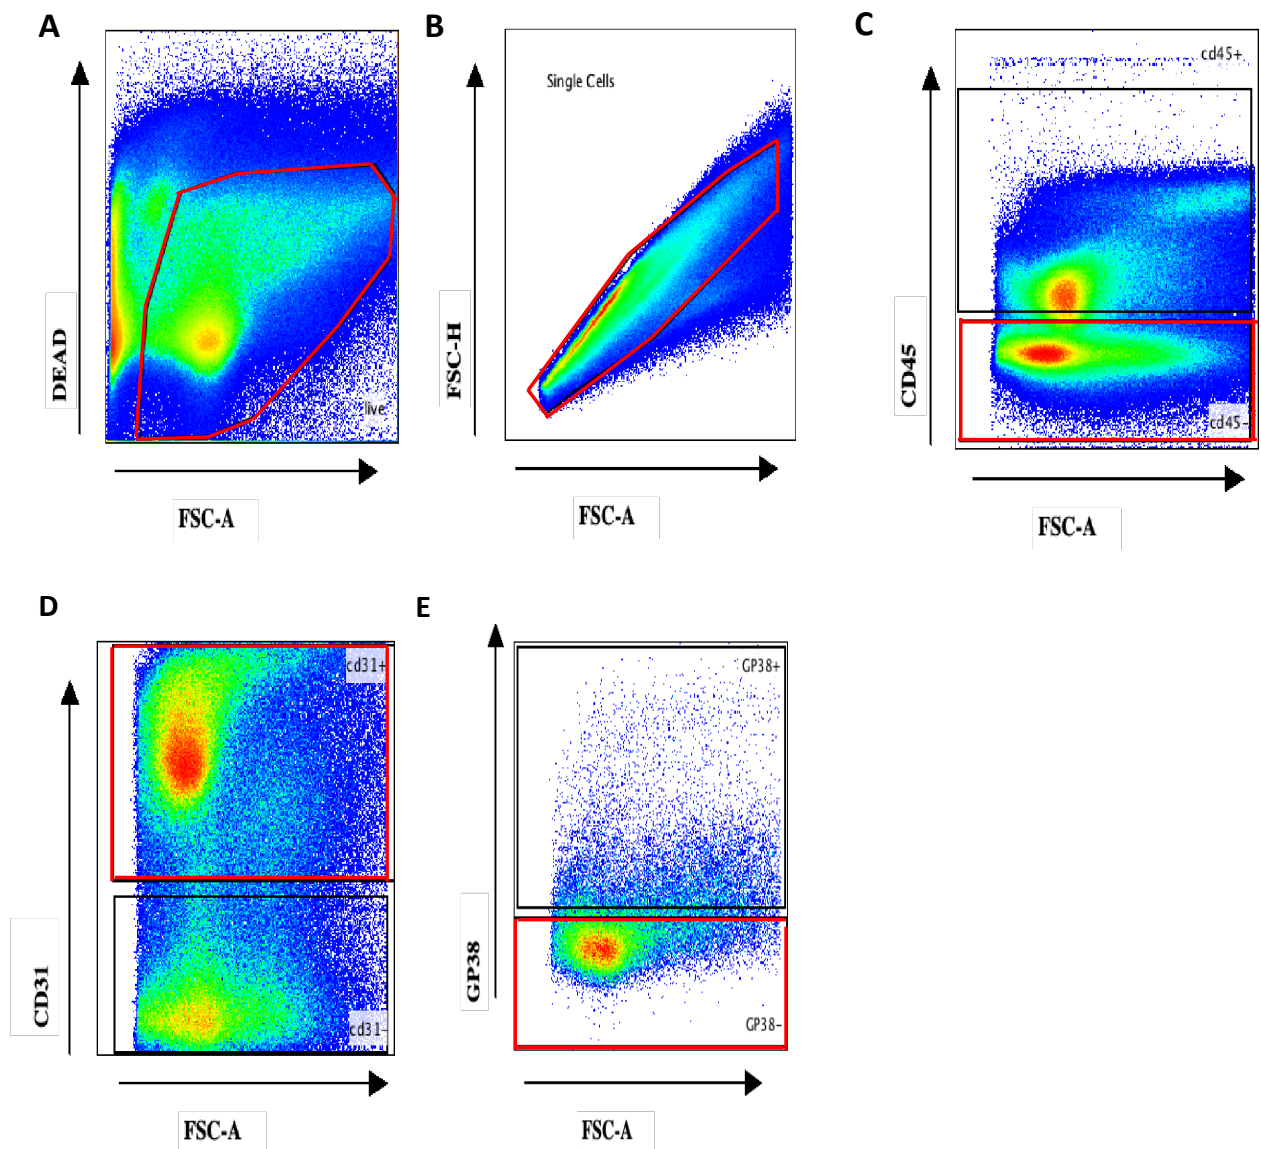 A
DEAD
live
FSC-A
B
Single Cells
FSC-H
FSC-A
C
cd45+
CD45
cd45-
FSC-A
D
cd31+
CD31
cd31-
FSC-A
E
GP38+
GP38
GP38-
FSC-A